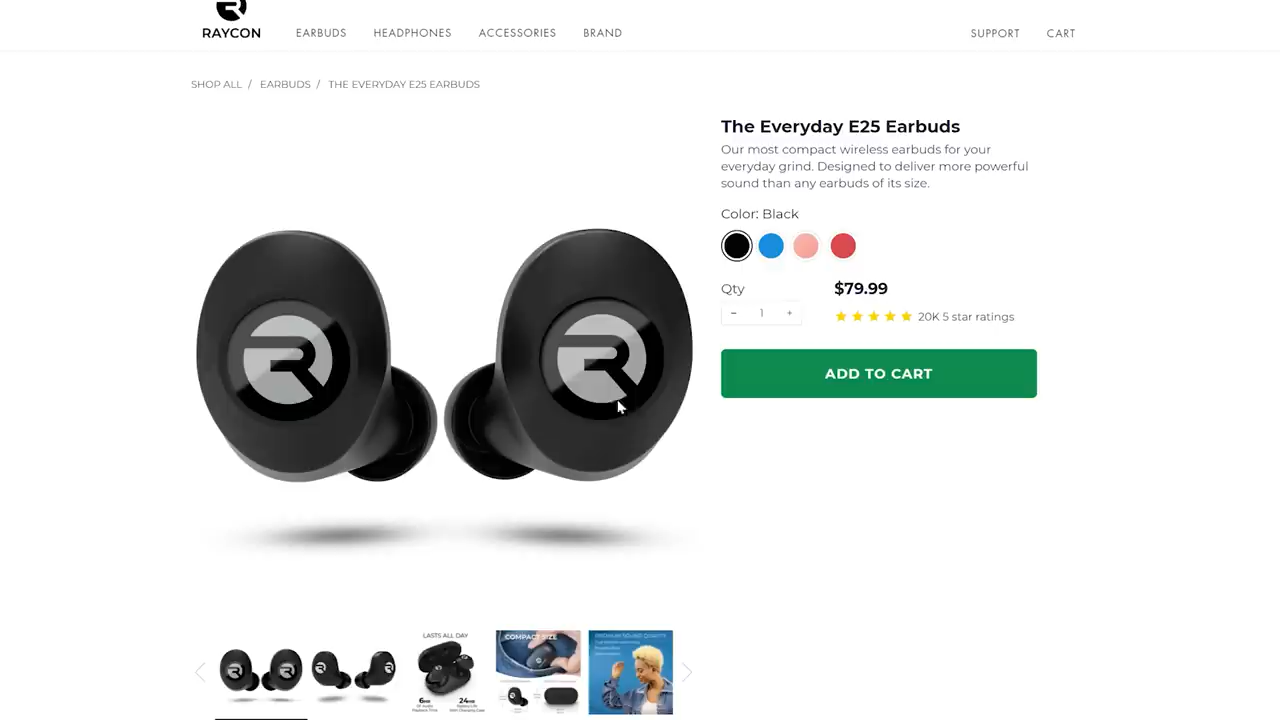 RAYCON
EARBUDS
HEADPHONES
ACCESSORIES
BRAND
SUPPORT
CART
SHOP ALL / EARBUDS / THE EVERYDAY E25 EARBUDS
The Everyday E25 Earbuds
Our most compact wireless earbuds for your
everyday grind. Designed to deliver more powerful
sound than any earbuds of its size.
Color: Black
Qty
$79.99
- 1 +
20K 5 star ratings
ADD TO CART
LASTS ALL DAY
COMPACT SIZE
PREMIUM SOUND QUALITY